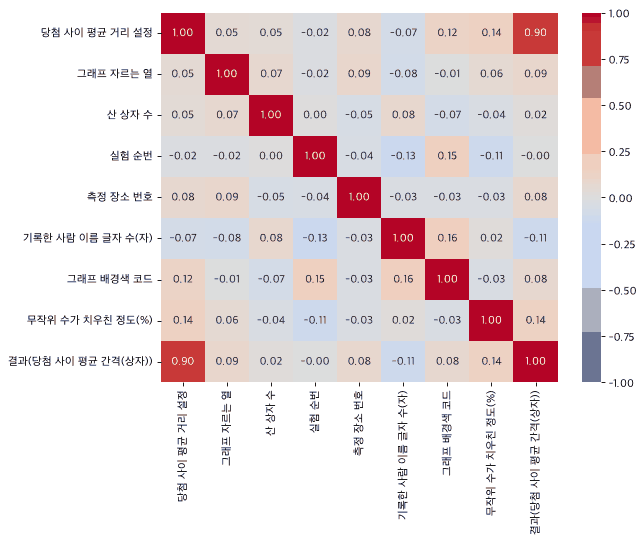 당첨 사이 평균 거리 설정 1.00 0.05 0.05 −0.02 0.08 −0.07 0.12 0.14 0.90
그래프 자르는 열 0.05 1.00 0.07 −0.02 0.09 −0.08 −0.01 0.06 0.09
산 상자 수 0.05 0.07 1.00 0.00 −0.05 0.08 −0.07 −0.04 0.02
실험 순번 −0.02 −0.02 0.00 1.00 −0.04 −0.13 0.15 −0.11 −0.00
측정 장소 번호 0.08 0.09 −0.05 −0.04 1.00 −0.03 −0.03 −0.03 0.08
기록한 사람 이름 글자 수(자) −0.07 −0.08 0.08 −0.13 −0.03 1.00 0.16 0.02 −0.11
그래프 배경색 코드 0.12 −0.01 −0.07 0.15 −0.03 0.16 1.00 −0.03 0.08
무작위 수가 치우친 정도(%) 0.14 0.06 −0.04 −0.11 −0.03 0.02 −0.03 1.00 0.14
결과(당첨 사이 평균 간격(상자)) 0.90 0.09 0.02 −0.00 0.08 −0.11 0.08 0.14 1.00
당첨 사이 평균 거리 설정
그래프 자르는 열
산 상자 수
실험 순번
측정 장소 번호
기록한 사람 이름 글자 수(자)
그래프 배경색 코드
무작위 수가 치우친 정도(%)
결과(당첨 사이 평균 간격(상자))
1.00
0.75
0.50
0.25
0.00
−0.25
−0.50
−0.75
−1.00